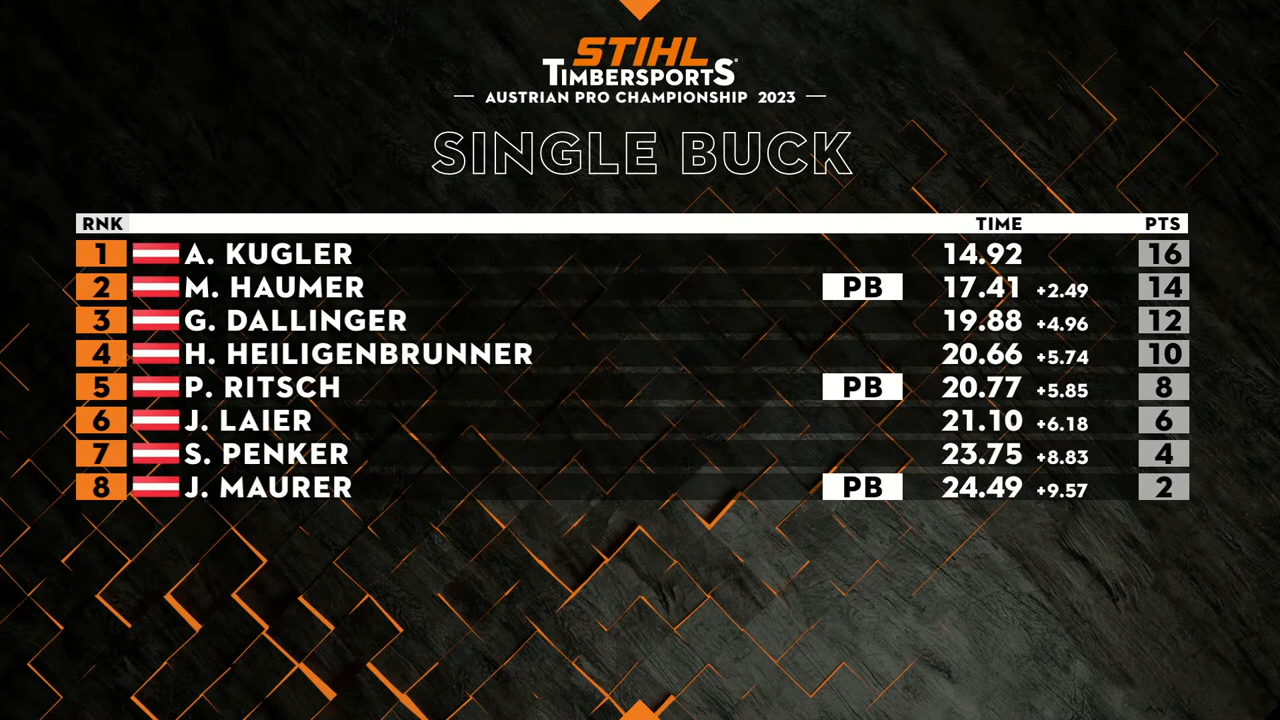 STIHL
TIMBERSPORTS®
AUSTRIAN PRO CHAMPIONSHIP 2023
SINGLE BUCK
RNK TIME PTS
1 A. KUGLER 14.92 16
2 M. HAUMER PB 17.41 +2.49 14
3 G. DALLINGER 19.88 +4.96 12
4 H. HEILIGENBRUNNER 20.66 +5.74 10
5 P. RITSCH PB 20.77 +5.85 8
6 J. LAIER 21.10 +6.18 6
7 S. PENKER 23.75 +8.83 4
8 J. MAURER PB 24.49 +9.57 2